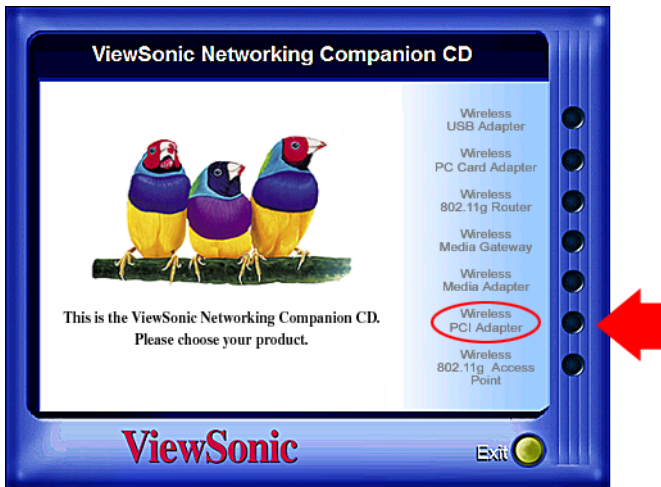 ViewSonic Networking Companion CD
Wireless
USB Adapter
Wireless
PC Card Adapter
Wireless
802.11g Router
Wireless
Media Gateway
Wireless
Media Adapter
Wireless
PCI Adapter
Wireless
802.11g Access
Point
This is the ViewSonic Networking Companion CD.
Please choose your product.
ViewSonic
Exit